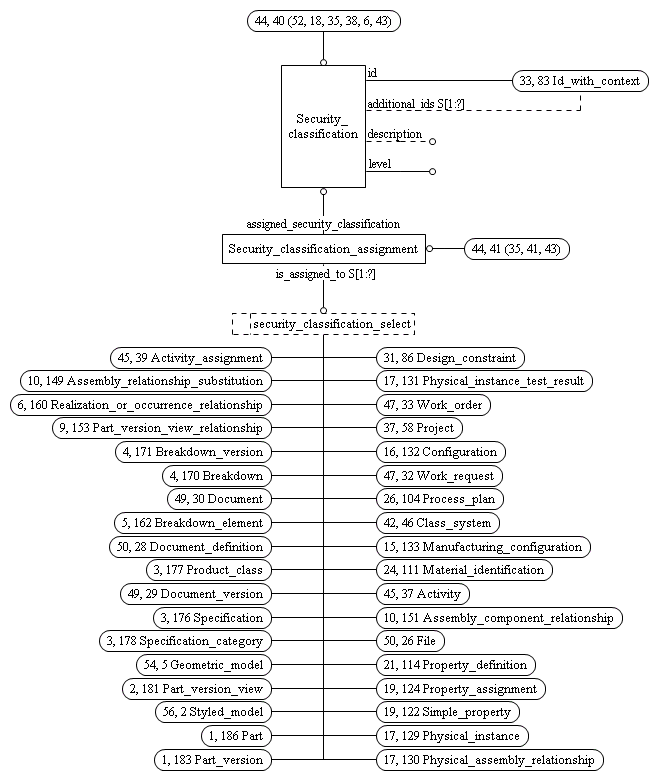 44, 40 (52, 18, 35, 38, 6, 43)
id
33, 83 Id_with_context
additional_ids S[1:?]
Security_
classification
description
level
assigned_security_classification
Security_classification_assignment
44, 41 (35, 41, 43)
is_assigned_to S[1:?]
security_classification_select
45, 39 Activity_assignment
31, 86 Design_constraint
10, 149 Assembly_relationship_substitution
17, 131 Physical_instance_test_result
6, 160 Realization_or_occurrence_relationship
47, 33 Work_order
9, 153 Part_version_view_relationship
37, 58 Project
4, 171 Breakdown_version
16, 132 Configuration
4, 170 Breakdown
47, 32 Work_request
49, 30 Document
26, 104 Process_plan
5, 162 Breakdown_element
42, 46 Class_system
50, 28 Document_definition
15, 133 Manufacturing_configuration
3, 177 Product_class
24, 111 Material_identification
49, 29 Document_version
45, 37 Activity
3, 176 Specification
10, 151 Assembly_component_relationship
3, 178 Specification_category
50, 26 File
54, 5 Geometric_model
21, 114 Property_definition
2, 181 Part_version_view
19, 124 Property_assignment
56, 2 Styled_model
19, 122 Simple_property
1, 186 Part
17, 129 Physical_instance
1, 183 Part_version
17, 130 Physical_assembly_relationship